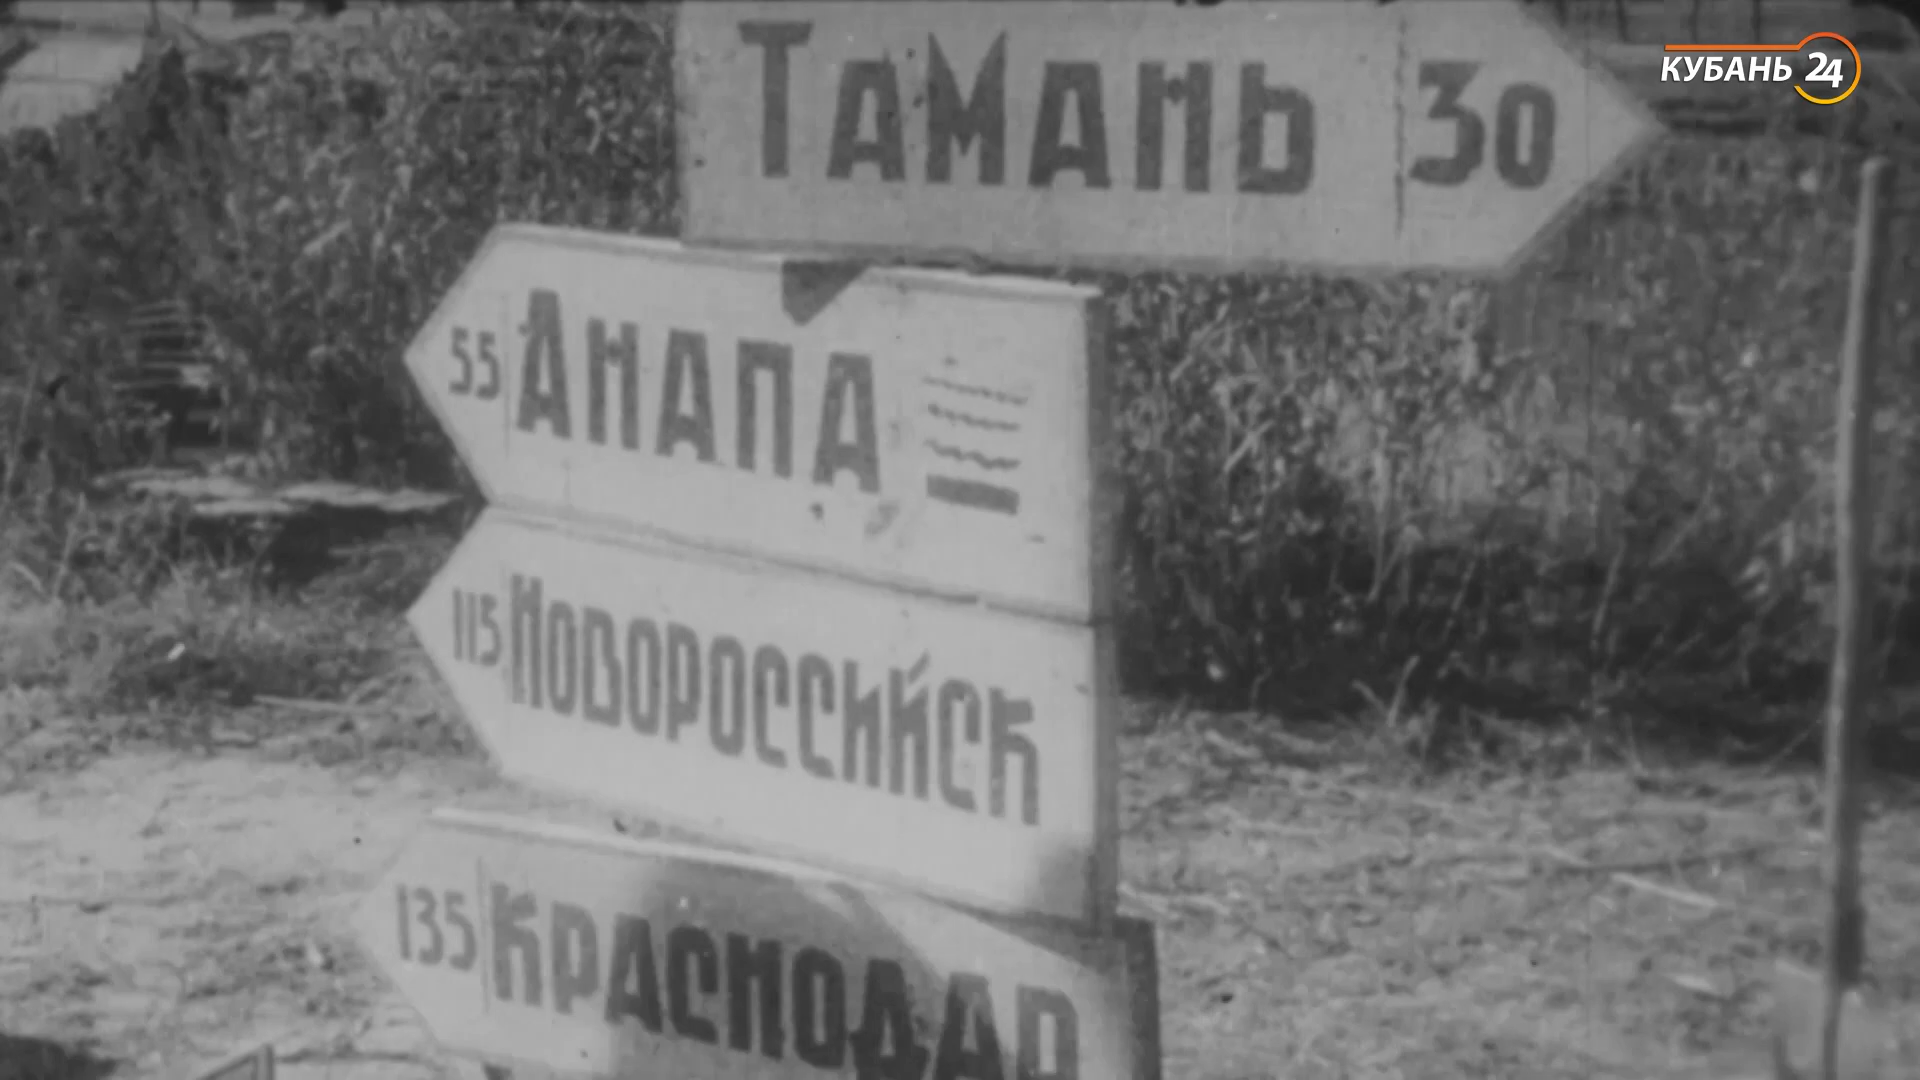 Тамань 30
КУБАНЬ 24
55 АНАПА
115 НОВОРОССИЙСК
135 КРАСНОДАР